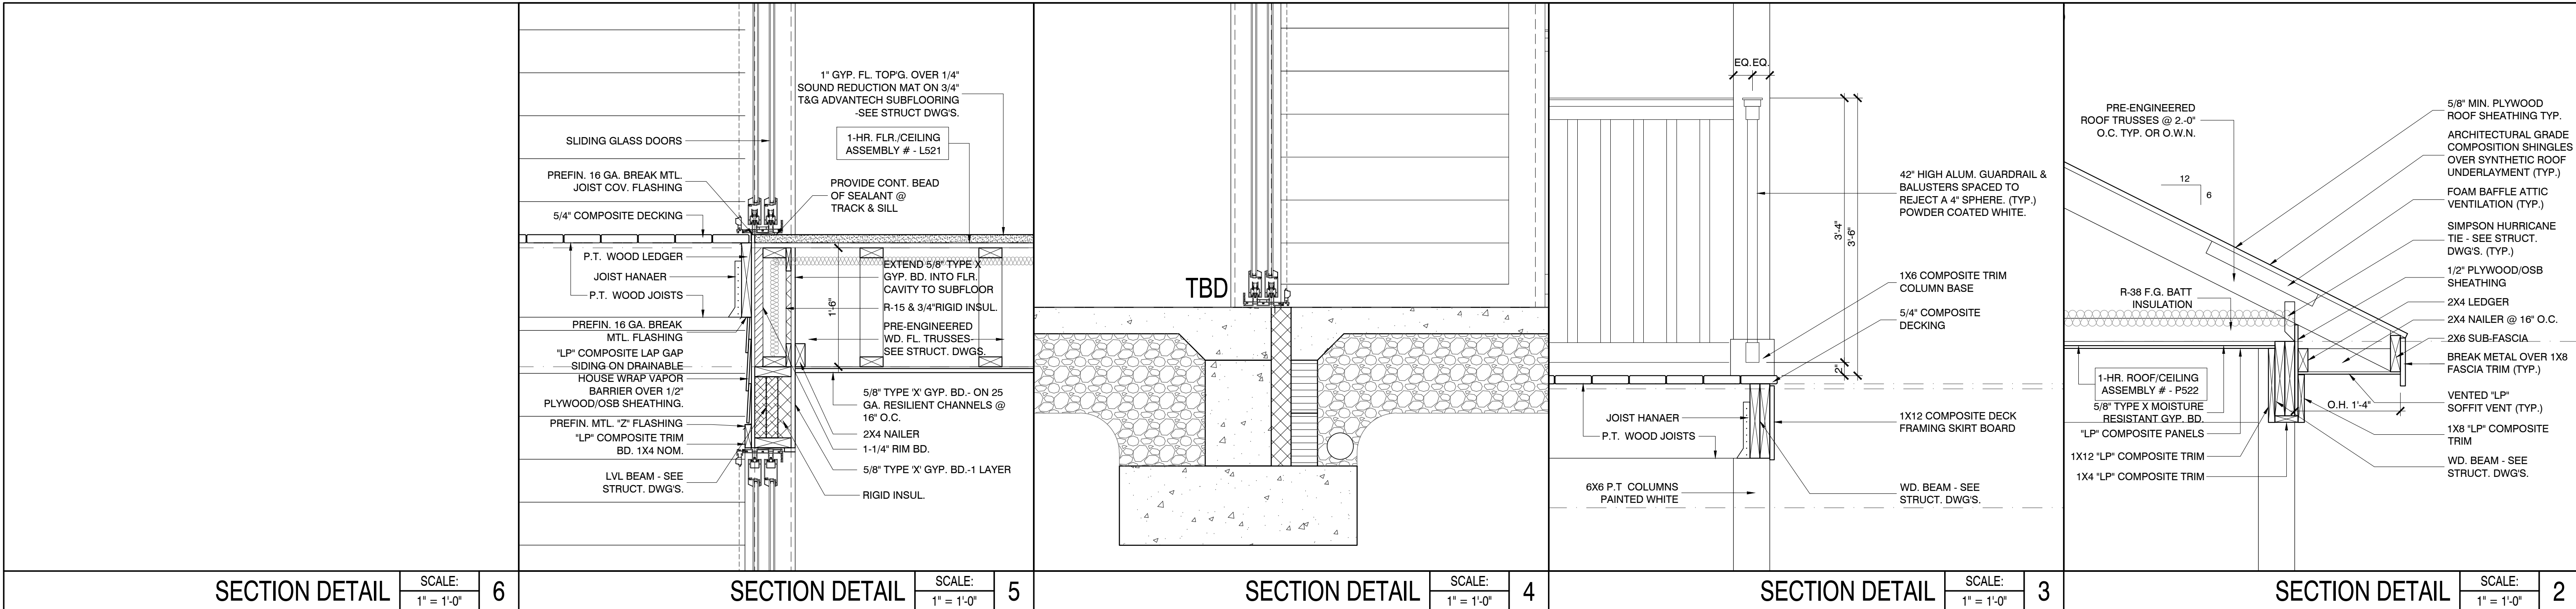 SECTION DETAIL
SCALE:
1" = 1'-0"
6
1" GYP. FL. TOP'G. OVER 1/4"
SOUND REDUCTION MAT ON 3/4"
T&G ADVANTECH SUBFLOORING
-SEE STRUCT DWG'S.
1-HR. FLR./CEILING
ASSEMBLY # - L521
SLIDING GLASS DOORS
PREFIN. 16 GA. BREAK MTL.
JOIST COV. FLASHING
PROVIDE CONT. BEAD
OF SEALANT @
TRACK & SILL
5/4" COMPOSITE DECKING
P.T. WOOD LEDGER
JOIST HANAER
P.T. WOOD JOISTS
EXTEND 5/8" TYPE X
GYP. BD. INTO FLR.
CAVITY TO SUBFLOOR
1'-6"
R-15 & 3/4"RIGID INSUL.
PRE-ENGINEERED
WD. FL. TRUSSES-
SEE STRUCT. DWGS.
PREFIN. 16 GA. BREAK
MTL. FLASHING
"LP" COMPOSITE LAP GAP
SIDING ON DRAINABLE
HOUSE WRAP VAPOR
BARRIER OVER 1/2"
PLYWOOD/OSB SHEATHING.
PREFIN. MTL. "Z" FLASHING
"LP" COMPOSITE TRIM
BD. 1X4 NOM.
LVL BEAM - SEE
STRUCT. DWG'S.
5/8" TYPE 'X' GYP. BD.- ON 25
GA. RESILIENT CHANNELS @
16" O.C.
2X4 NAILER
1-1/4" RIM BD.
5/8" TYPE 'X' GYP. BD.-1 LAYER
RIGID INSUL.
SECTION DETAIL
SCALE:
1" = 1'-0"
5
TBD
SECTION DETAIL
SCALE:
1" = 1'-0"
4
EQ. EQ.
42" HIGH ALUM. GUARDRAIL &
BALUSTERS SPACED TO
REJECT A 4" SPHERE. (TYP.)
POWDER COATED WHITE.
3'-4"
3'-6"
2"
1X6 COMPOSITE TRIM
COLUMN BASE
5/4" COMPOSITE
DECKING
JOIST HANAER
P.T. WOOD JOISTS
1X12 COMPOSITE DECK
FRAMING SKIRT BOARD
6X6 P.T COLUMNS
PAINTED WHITE
WD. BEAM - SEE
STRUCT. DWG'S.
SECTION DETAIL
SCALE:
1" = 1'-0"
3
PRE-ENGINEERED
ROOF TRUSSES @ 2.-0"
O.C. TYP. OR O.W.N.
12
6
R-38 F.G. BATT
INSULATION
1-HR. ROOF/CEILING
ASSEMBLY # - P522
5/8" TYPE X MOISTURE
RESISTANT GYP. BD.
"LP" COMPOSITE PANELS
1X12 "LP" COMPOSITE TRIM
1X4 "LP" COMPOSITE TRIM
O.H. 1'-4"
5/8" MIN. PLYWOOD
ROOF SHEATHING TYP.
ARCHITECTURAL GRADE
COMPOSITION SHINGLES
OVER SYNTHETIC ROOF
UNDERLAYMENT (TYP.)
FOAM BAFFLE ATTIC
VENTILATION (TYP.)
SIMPSON HURRICANE
TIE - SEE STRUCT.
DWG'S. (TYP.)
1/2" PLYWOOD/OSB
SHEATHING
2X4 LEDGER
2X4 NAILER @ 16" O.C.
2X6 SUB-FASCIA
BREAK METAL OVER 1X8
FASCIA TRIM (TYP.)
VENTED "LP"
SOFFIT VENT (TYP.)
1X8 "LP" COMPOSITE
TRIM
WD. BEAM - SEE
STRUCT. DWG'S.
SECTION DETAIL
SCALE:
1" = 1'-0"
2